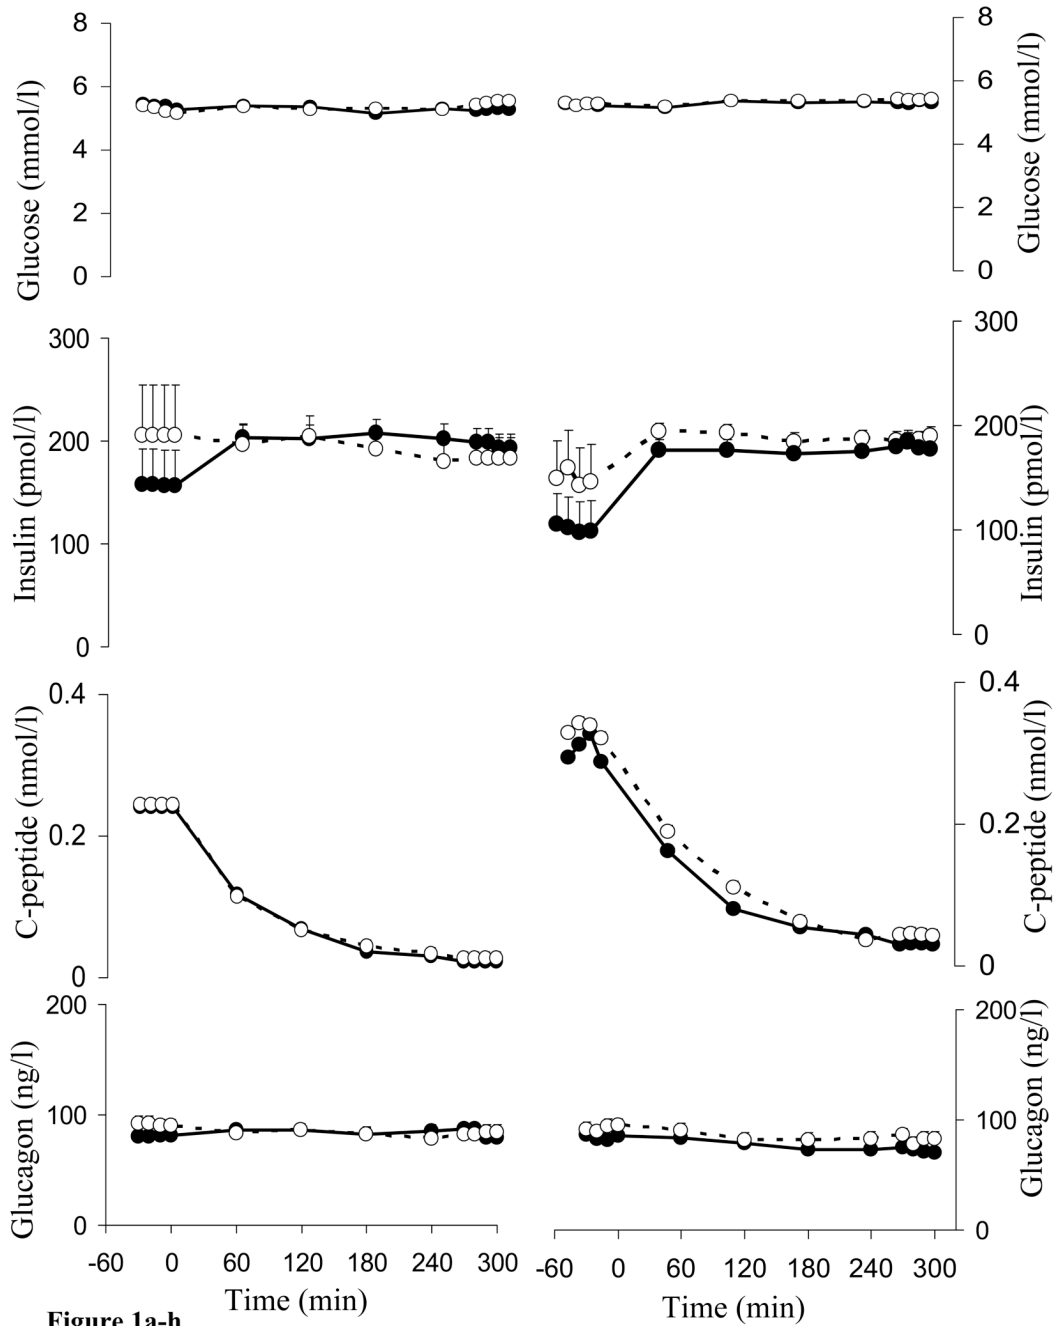 8
6
4
2
0
Glucose (mmol/l)
8
6
4
2
0
Glucose (mmol/l)
300
200
100
0
Insulin (pmol/l)
300
200
100
0
Insulin (pmol/l)
0.4
0.2
0
C-peptide (nmol/l)
0.4
0.2
0
C-peptide (nmol/l)
200
100
0
Glucagon (ng/l)
200
100
0
Glucagon (ng/l)
-60 0 60 120 180 240 300
Time (min)
-60 0 60 120 180 240 300
Time (min)
Figure 1a-h